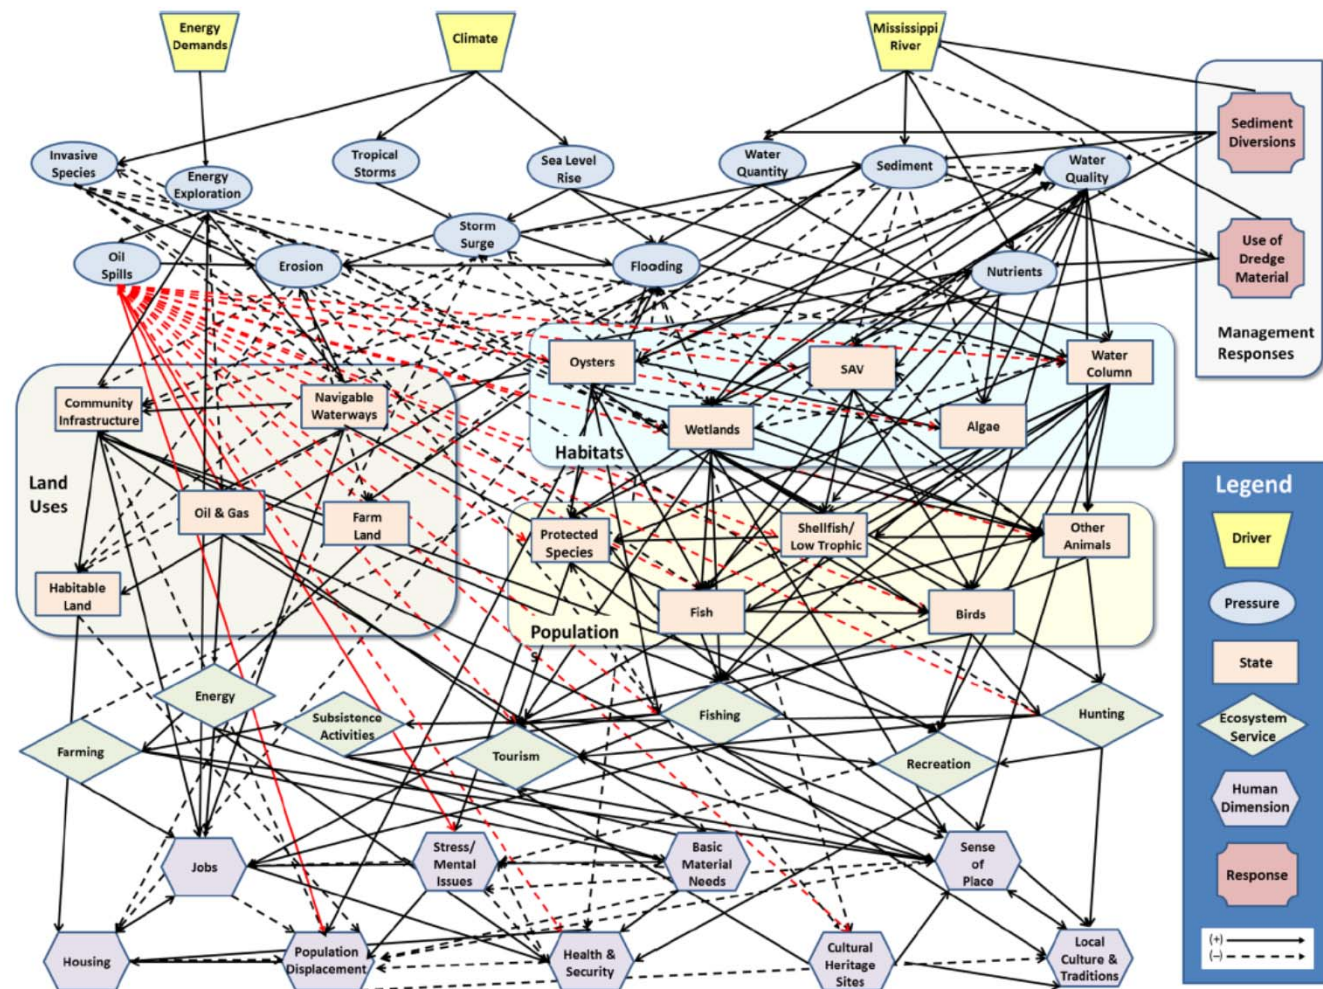 Energy
Demands
Climate
Mississippi
River
Invasive
Species
Energy
Exploration
Tropical
Storms
Sea Level
Rise
Water
Quantity
Sediment
Water
Quality
Sediment
Diversions
Oil
Spills
Erosion
Storm
Surge
Flooding
Nutrients
Use of
Dredge
Material
Management
Responses
Community
Infrastructure
Navigable
Waterways
Oysters
SAV
Water
Column
Wetlands
Algae
Habitats
Land
Uses
Oil & Gas
Farm
Land
Habitable
Land
Protected
Species
Shellfish/
Low Trophic
Other
Animals
Fish
Birds
Population
s
Energy
Subsistence
Activities
Fishing
Hunting
Farming
Tourism
Recreation
Jobs
Stress/
Mental
Issues
Basic
Material
Needs
Sense
of
Place
Housing
Population
Displacement
Health &
Security
Cultural
Heritage
Sites
Local
Culture &
Traditions
Legend
Driver
Pressure
State
Ecosystem
Service
Human
Dimension
Response
(+)
(–)